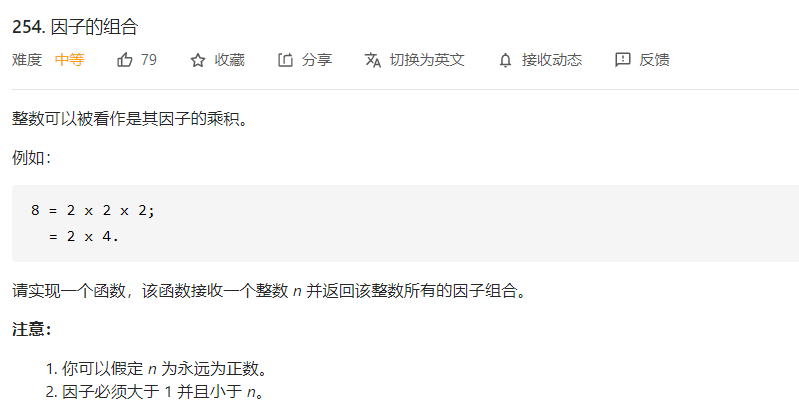 254. 因子的组合
难度 中等 79 收藏 分享 切换为英文 接收动态 反馈
整数可以被看作是其因子的乘积。
例如：
8 = 2 x 2 x 2;
= 2 x 4.
请实现一个函数，该函数接收一个整数 n 并返回该整数所有的因子组合。
注意：
1. 你可以假定 n 为永远为正数。
2. 因子必须大于 1 并且小于 n。